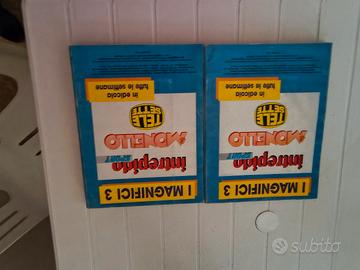 I MAGNIFICI 3
intrepido
SPORT
MONELLO
TELE
SETTE
in edicola
tutte le settimane
I MAGNIFICI 3
intrepido
SPORT
MONELLO
TELE
SETTE
in edicola
tutte le settimane
subito